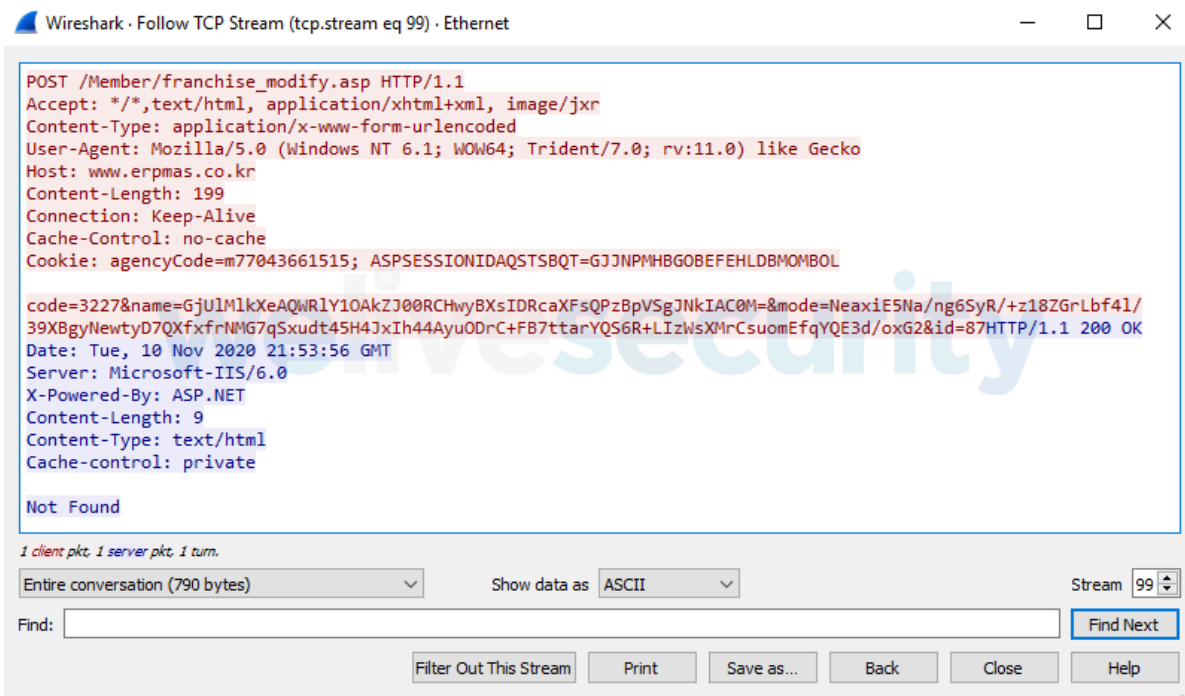 Wireshark · Follow TCP Stream (tcp.stream eq 99) · Ethernet
POST /Member/franchise_modify.asp HTTP/1.1
Accept: */*,text/html, application/xhtml+xml, image/jxr
Content-Type: application/x-www-form-urlencoded
User-Agent: Mozilla/5.0 (Windows NT 6.1; WOW64; Trident/7.0; rv:11.0) like Gecko
Host: www.erpmas.co.kr
Content-Length: 199
Connection: Keep-Alive
Cache-Control: no-cache
Cookie: agencyCode=m77043661515; ASPSESSIONIDAQSTSBQT=GJJNPMHBGOBEFEHLDBMOMBOL
code=3227&name=GjUlMlkXeAQWRlY1OAkZJ00RCHwyBXsIDRcaXFsQPzBpVSgJNkIAC0M=&mode=NeaxiE5Na/ng6SyR/+z18ZGrLbf4l/
39XBgyNewtyD7QXfxfrNMG7qSxudt45H4JxIh44AyuODrC+FB7ttarYQS6R+LIzWsXMrCsuomEfqYQE3d/oxG2&id=87HTTP/1.1 200 OK
Date: Tue, 10 Nov 2020 21:53:56 GMT
Server: Microsoft-IIS/6.0
X-Powered-By: ASP.NET
Content-Length: 9
Content-Type: text/html
Cache-control: private
Not Found
welivesecurity
1 client pkt, 1 server pkt, 1 turn.
Entire conversation (790 bytes) Show data as ASCII Stream 99
Find: Find Next
Filter Out This Stream Print Save as... Back Close Help